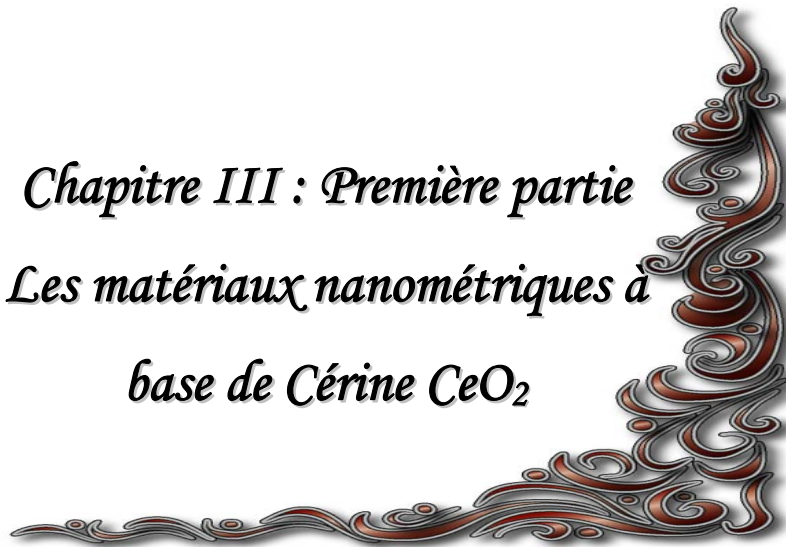 Chapitre III : Première partie
Les matériaux nanométriques à
base de Cérine CeO₂